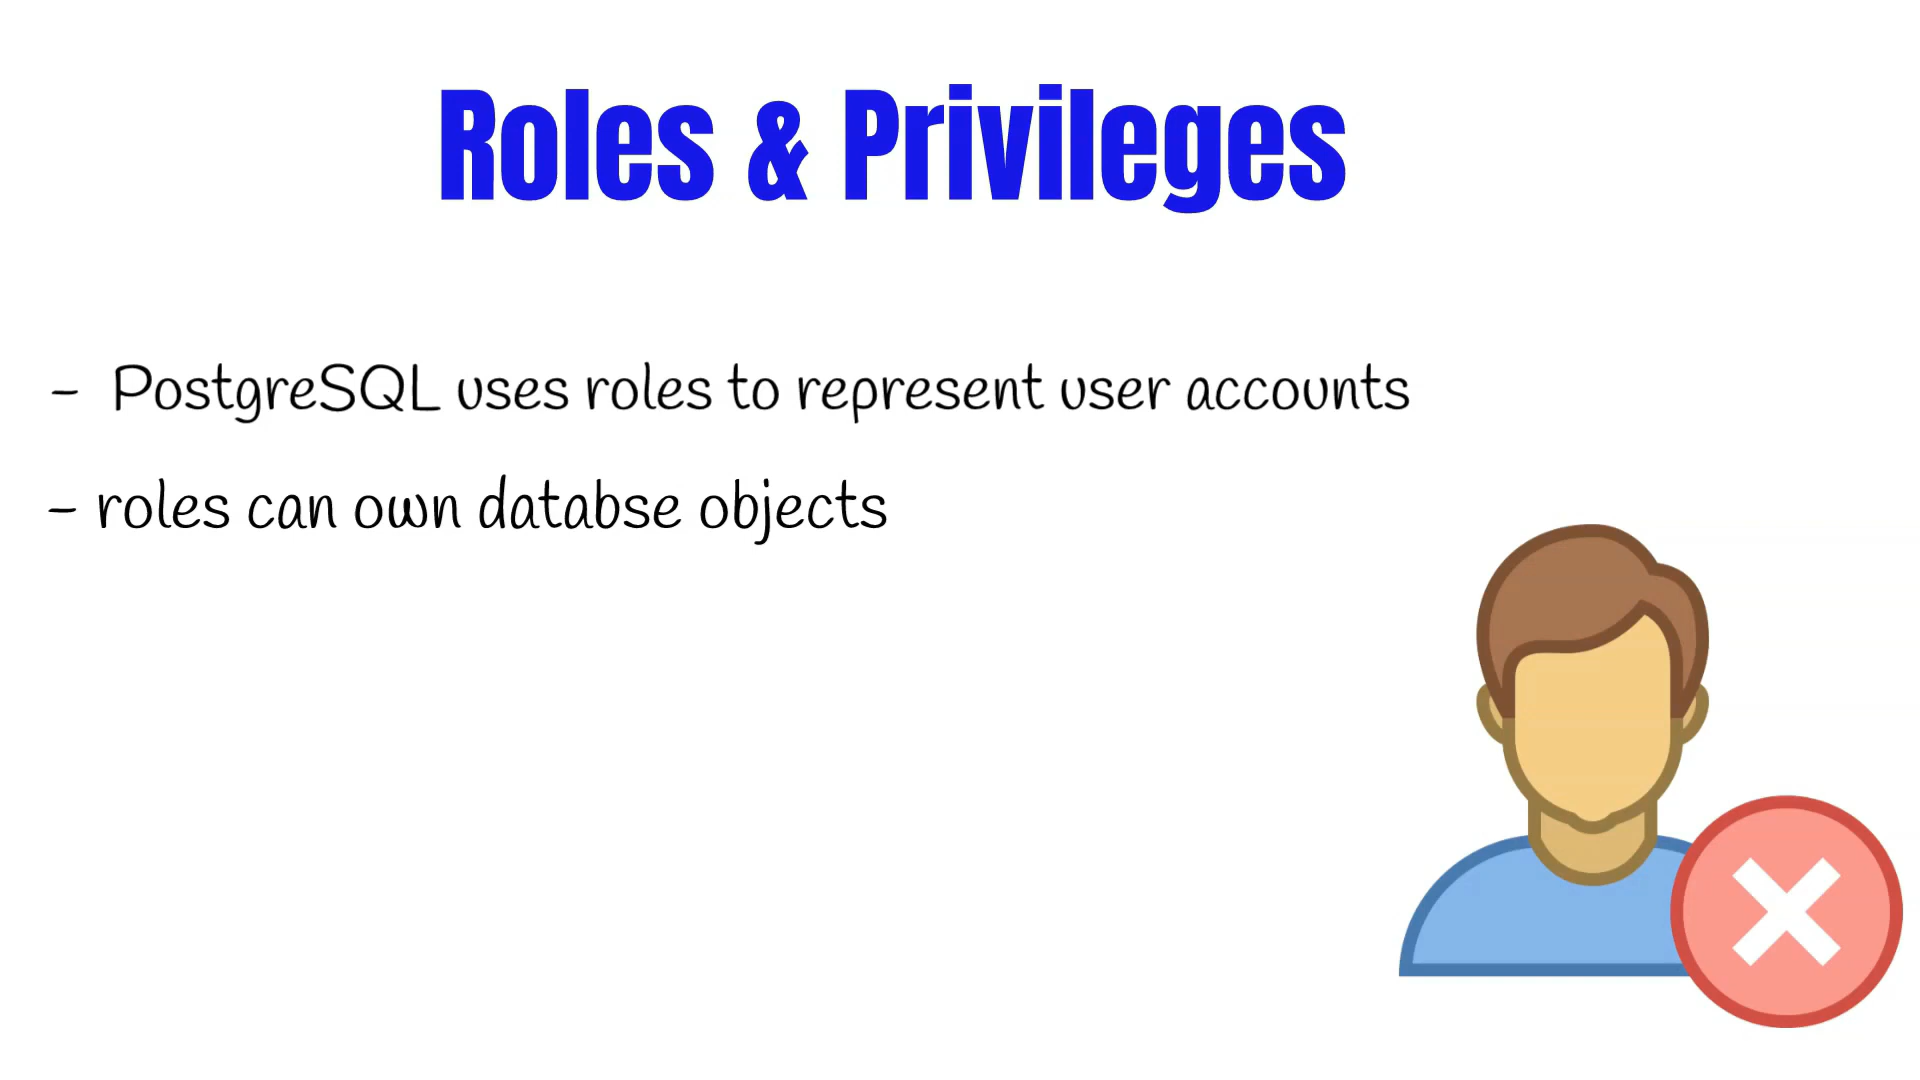 Roles & Privileges
- PostgreSQL uses roles to represent user accounts
- roles can own databse objects